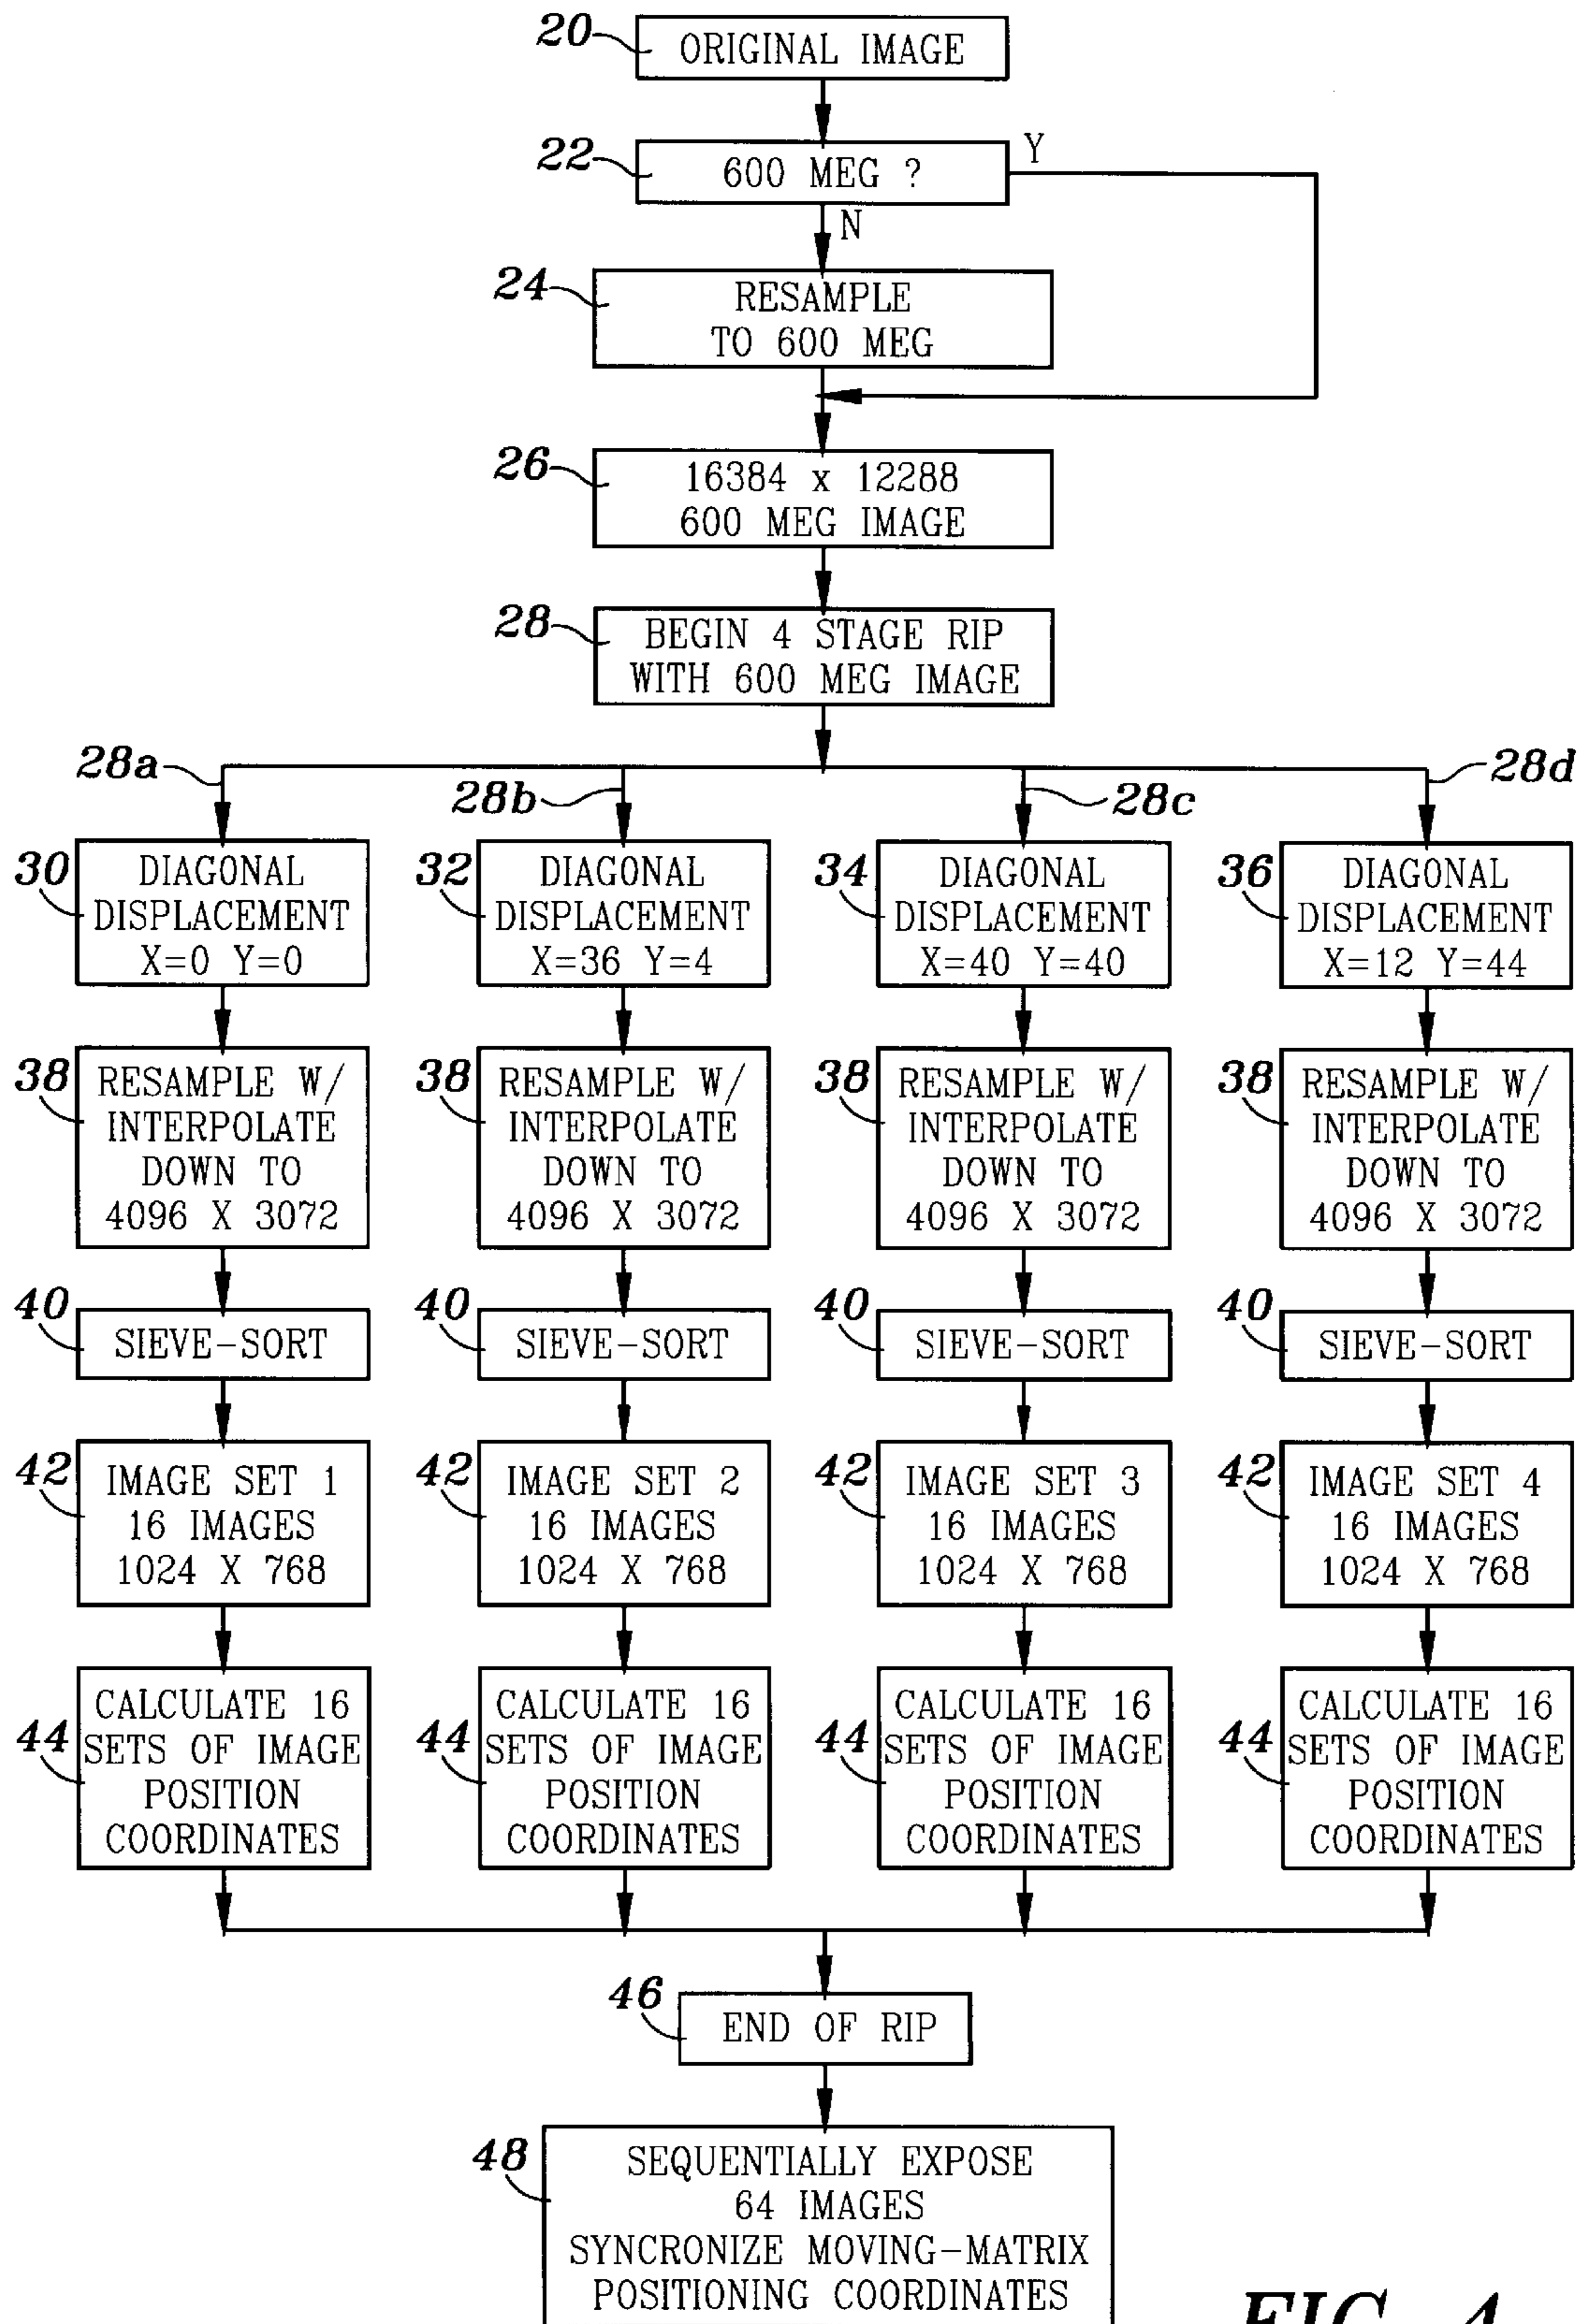 20
ORIGINAL IMAGE
22
600 MEG ?
Y
N
24
RESAMPLE
TO 600 MEG
26
16384 x 12288
600 MEG IMAGE
28
BEGIN 4 STAGE RIP
WITH 600 MEG IMAGE
28a
28b
28c
28d
30
DIAGONAL
DISPLACEMENT
X=0 Y=0
32
DIAGONAL
DISPLACEMENT
X=36 Y=4
34
DIAGONAL
DISPLACEMENT
X=40 Y=40
36
DIAGONAL
DISPLACEMENT
X=12 Y=44
38
RESAMPLE W/
INTERPOLATE
DOWN TO
4096 X 3072
38
RESAMPLE W/
INTERPOLATE
DOWN TO
4096 X 3072
38
RESAMPLE W/
INTERPOLATE
DOWN TO
4096 X 3072
38
RESAMPLE W/
INTERPOLATE
DOWN TO
4096 X 3072
40
SIEVE-SORT
40
SIEVE-SORT
40
SIEVE-SORT
40
SIEVE-SORT
42
IMAGE SET 1
16 IMAGES
1024 X 768
42
IMAGE SET 2
16 IMAGES
1024 X 768
42
IMAGE SET 3
16 IMAGES
1024 X 768
42
IMAGE SET 4
16 IMAGES
1024 X 768
44
CALCULATE 16
SETS OF IMAGE
POSITION
COORDINATES
44
CALCULATE 16
SETS OF IMAGE
POSITION
COORDINATES
44
CALCULATE 16
SETS OF IMAGE
POSITION
COORDINATES
44
CALCULATE 16
SETS OF IMAGE
POSITION
COORDINATES
46
END OF RIP
48
SEQUENTIALLY EXPOSE
64 IMAGES
SYNCRONIZE MOVING-MATRIX
POSITIONING COORDINATES
FIG. 4